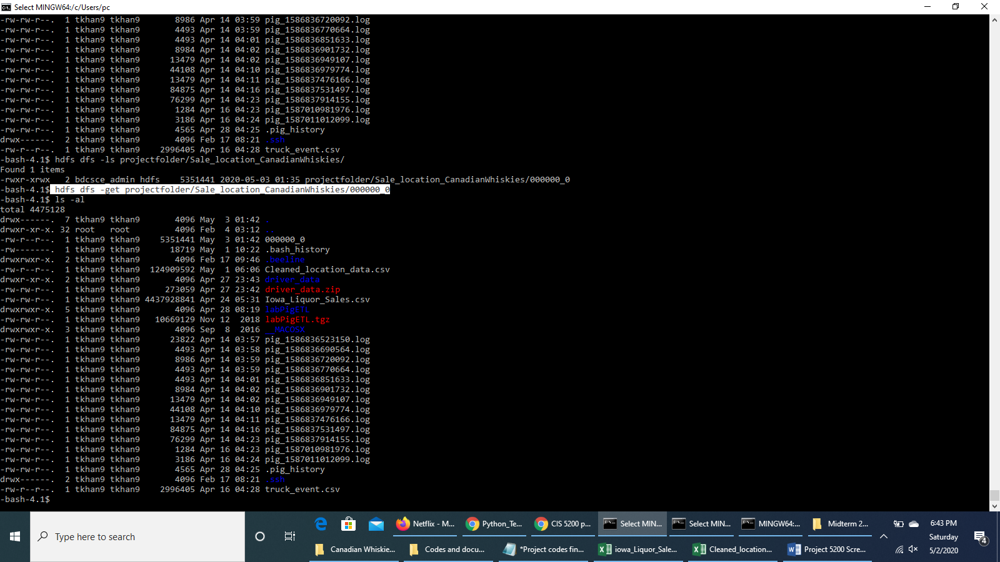 Select MINGW64:/c/Users/pc
-rw-rw-r--.  1 tkhan9 tkhan9       8986 Apr 14 03:59 pig_1586836720092.log
-rw-rw-r--.  1 tkhan9 tkhan9       4493 Apr 14 03:59 pig_1586836770664.log
-rw-rw-r--.  1 tkhan9 tkhan9       4493 Apr 14 04:01 pig_1586836851633.log
-rw-rw-r--.  1 tkhan9 tkhan9       8984 Apr 14 04:02 pig_1586836901732.log
-rw-rw-r--.  1 tkhan9 tkhan9      13479 Apr 14 04:02 pig_1586836949107.log
-rw-rw-r--.  1 tkhan9 tkhan9      44108 Apr 14 04:10 pig_1586836979774.log
-rw-rw-r--.  1 tkhan9 tkhan9      13479 Apr 14 04:11 pig_1586837476166.log
-rw-rw-r--.  1 tkhan9 tkhan9      84875 Apr 14 04:16 pig_1586837531497.log
-rw-rw-r--.  1 tkhan9 tkhan9      76299 Apr 14 04:23 pig_1586837914155.log
-rw-rw-r--.  1 tkhan9 tkhan9       1284 Apr 16 04:23 pig_1587010981976.log
-rw-rw-r--.  1 tkhan9 tkhan9       3186 Apr 16 04:24 pig_1587011012099.log
-rw-rw-r--.  1 tkhan9 tkhan9       4565 Apr 28 04:25 .pig_history
drwx------.  2 tkhan9 tkhan9       4096 Feb 17 08:21 .ssh
-rw-r--r--.  1 tkhan9 tkhan9    2996405 Apr 16 04:28 truck_event.csv
-bash-4.1$ hdfs dfs -ls projectfolder/Sale_location_CanadianWhiskies/
Found 1 items
-rwxr-xrwx   2 bdcsce_admin hdfs    5351441 2020-05-03 01:35 projectfolder/Sale_location_CanadianWhiskies/000000_0
-bash-4.1$ hdfs dfs -get projectfolder/Sale_location_CanadianWhiskies/000000_0
-bash-4.1$ ls -al
total 4475128
drwx------.  7 tkhan9 tkhan9       4096 May  3 01:42 .
drwxr-xr-x. 32 root   root         4096 Feb  4 03:12 ..
-rw-r--r--.  1 tkhan9 tkhan9    5351441 May  3 01:42 000000_0
-rw-------.  1 tkhan9 tkhan9      18719 May  1 10:22 .bash_history
drwxrwxr-x.  2 tkhan9 tkhan9       4096 Feb 17 09:46 .beeline
-rw-r--r--.  1 tkhan9 tkhan9  124909592 May  1 06:06 Cleaned_location_data.csv
drwxr-xr-x.  2 tkhan9 tkhan9       4096 Apr 27 23:43 driver_data
-rw-rw-r--.  1 tkhan9 tkhan9     273059 Apr 27 23:42 driver_data.zip
-rw-rw-r--.  1 tkhan9 tkhan9 4437928841 Apr 24 05:31 Iowa_Liquor_Sales.csv
drwxrwxr-x.  5 tkhan9 tkhan9       4096 Apr 28 08:19 labPigETL
-rw-rw-r--.  1 tkhan9 tkhan9   10669129 Nov 12  2018 labPigETL.tgz
drwxrwxr-x.  3 tkhan9 tkhan9       4096 Sep  8  2016 __MACOSX
-rw-rw-r--.  1 tkhan9 tkhan9      23822 Apr 14 03:57 pig_1586836523150.log
-rw-rw-r--.  1 tkhan9 tkhan9       4493 Apr 14 03:58 pig_1586836690564.log
-rw-rw-r--.  1 tkhan9 tkhan9       8986 Apr 14 03:59 pig_1586836720092.log
-rw-rw-r--.  1 tkhan9 tkhan9       4493 Apr 14 03:59 pig_1586836770664.log
-rw-rw-r--.  1 tkhan9 tkhan9       4493 Apr 14 04:01 pig_1586836851633.log
-rw-rw-r--.  1 tkhan9 tkhan9       8984 Apr 14 04:02 pig_1586836901732.log
-rw-rw-r--.  1 tkhan9 tkhan9      13479 Apr 14 04:02 pig_1586836949107.log
-rw-rw-r--.  1 tkhan9 tkhan9      44108 Apr 14 04:10 pig_1586836979774.log
-rw-rw-r--.  1 tkhan9 tkhan9      13479 Apr 14 04:11 pig_1586837476166.log
-rw-rw-r--.  1 tkhan9 tkhan9      84875 Apr 14 04:16 pig_1586837531497.log
-rw-rw-r--.  1 tkhan9 tkhan9      76299 Apr 14 04:23 pig_1586837914155.log
-rw-rw-r--.  1 tkhan9 tkhan9       1284 Apr 16 04:23 pig_1587010981976.log
-rw-rw-r--.  1 tkhan9 tkhan9       3186 Apr 16 04:24 pig_1587011012099.log
-rw-rw-r--.  1 tkhan9 tkhan9       4565 Apr 28 04:25 .pig_history
drwx------.  2 tkhan9 tkhan9       4096 Feb 17 08:21 .ssh
-rw-r--r--.  1 tkhan9 tkhan9    2996405 Apr 16 04:28 truck_event.csv
-bash-4.1$
Netflix - M... Python_Te... CIS 5200 p... Select MIN... Select MIN... MINGW64:... Midterm 2...
6:43 PM
Type here to search
Saturday
4
Canadian Whiskie... Codes and docu... *Project codes fin... iowa_Liquor_Sale... Cleaned_location... Project 5200 Scre...
5/2/2020